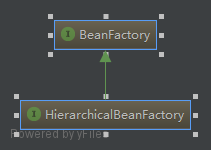 I BeanFactory
I HierarchicalBeanFactory
Powered by yFiles